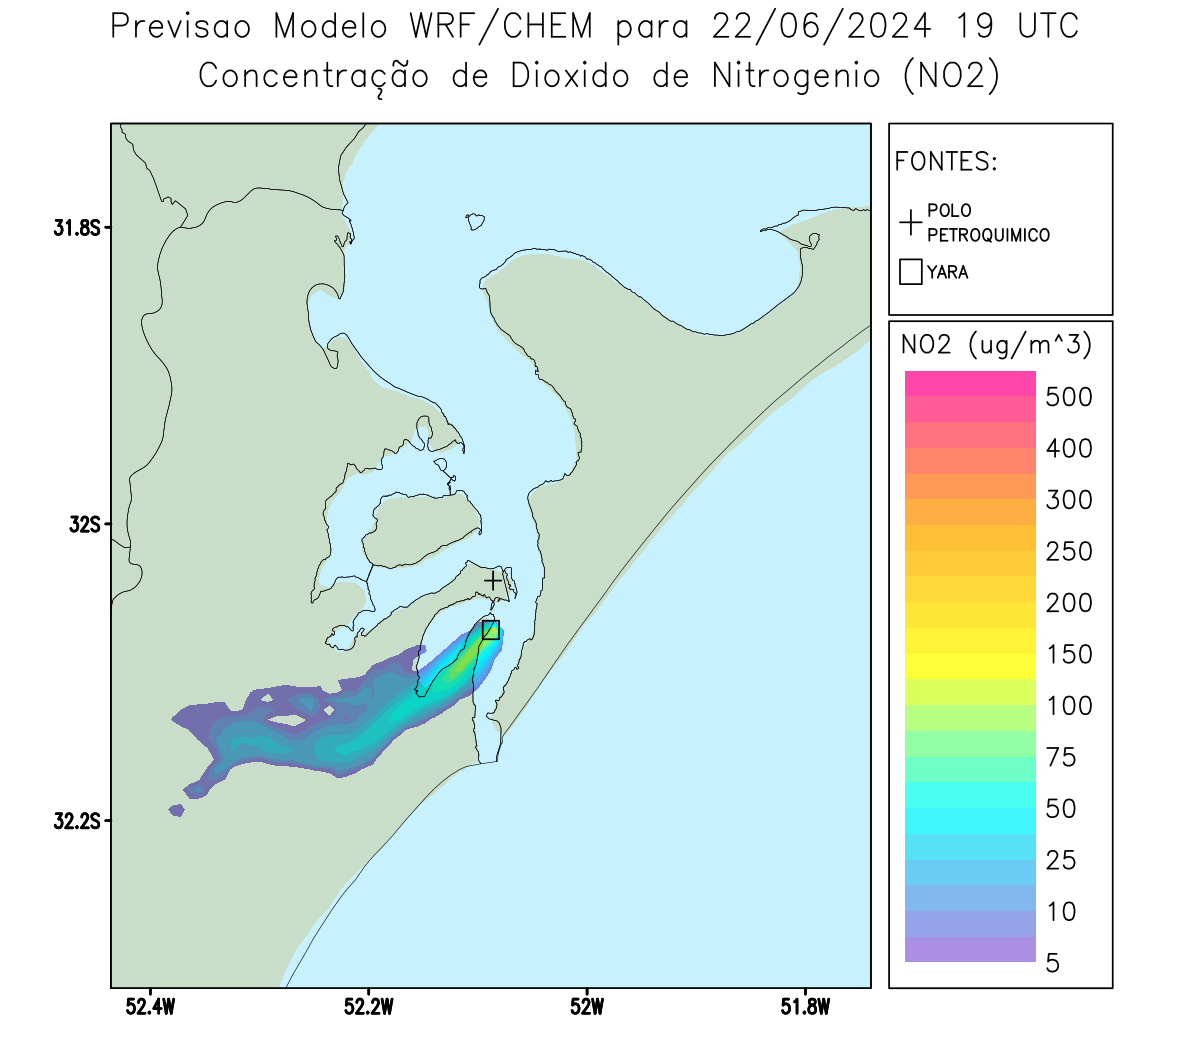 Previsao Modelo WRF/CHEM para 22/06/2024 19 UTC
Concentração de Dioxido de Nitrogenio (NO2)
FONTES:
POLO
PETROQUIMICO
YARA
NO2 (ug/m^3)
500
400
300
250
200
150
100
75
50
25
10
5
31.8S
32S
32.2S
52.4W
52.2W
52W
51.8W